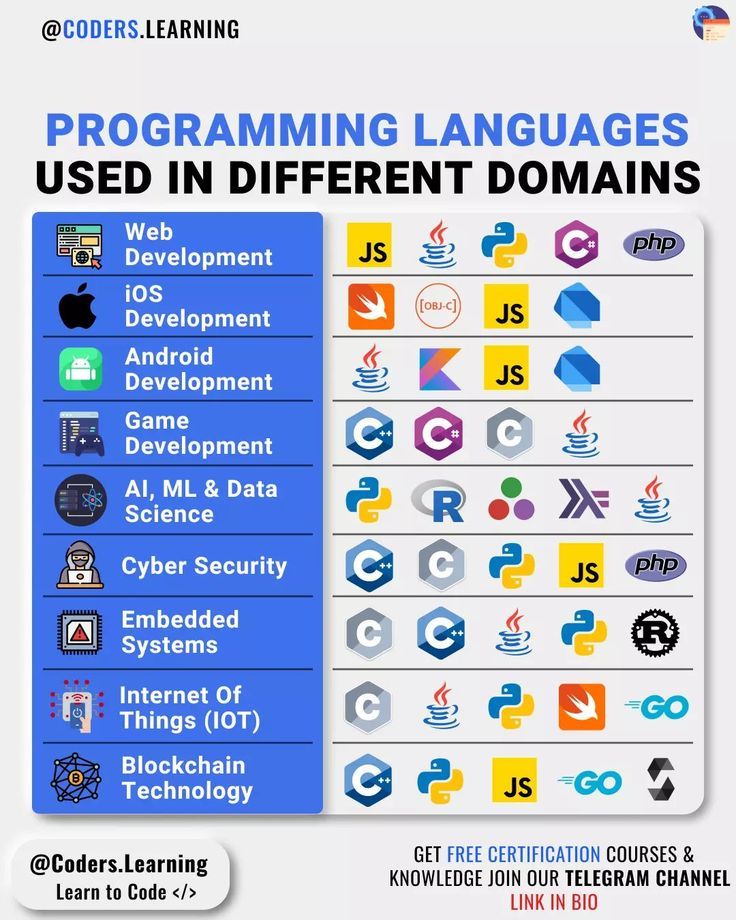 @CODERS.LEARNING
PROGRAMMING LANGUAGES
USED IN DIFFERENT DOMAINS
Web
Development
JS
C#
php
iOS
Development
[OBJ-C]
JS
Android
Development
JS
Game
Development
C++
C#
C
AI, ML & Data
Science
R
Cyber Security
C++
C
JS
php
Embedded
Systems
C
C++
R
Internet Of
Things (IOT)
C
GO
Blockchain
Technology
C++
JS
GO
@Coders.Learning
Learn to Code </>
GET FREE CERTIFICATION COURSES &
KNOWLEDGE JOIN OUR TELEGRAM CHANNEL
LINK IN BIO